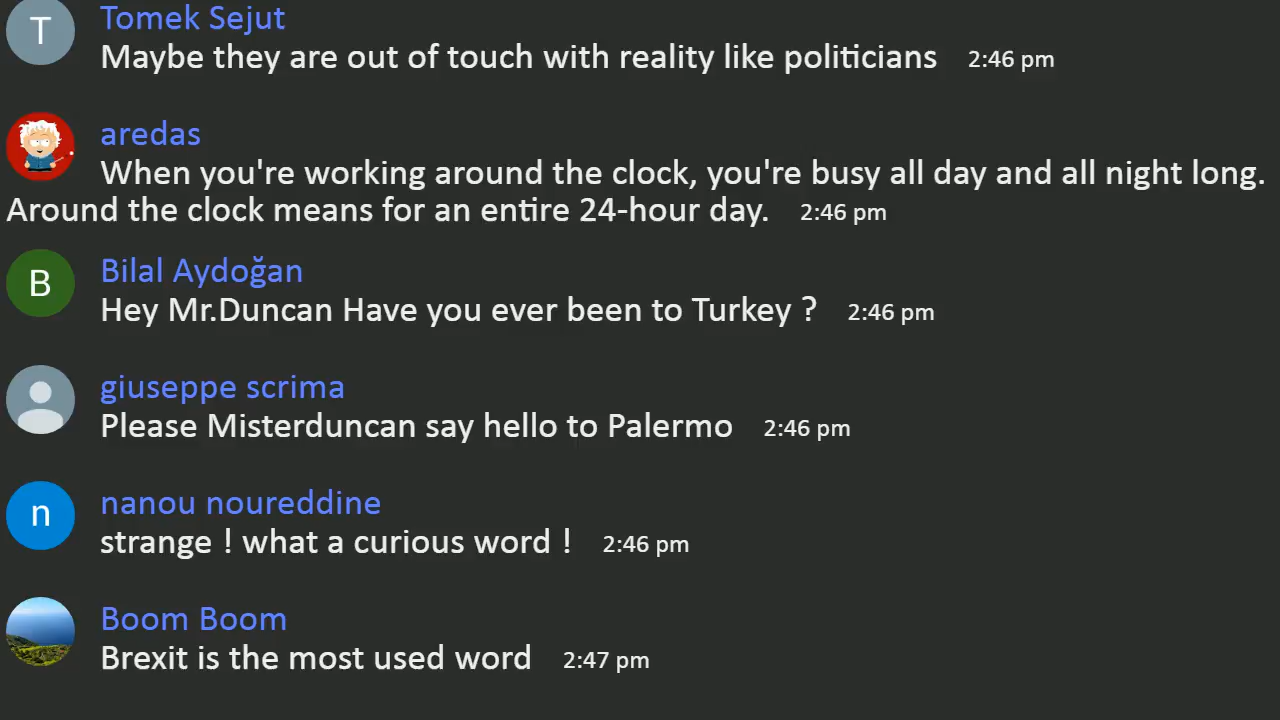 T
Tomek Sejut
Maybe they are out of touch with reality like politicians 2:46 pm
aredas
When you're working around the clock, you're busy all day and all night long.
Around the clock means for an entire 24-hour day. 2:46 pm
B
Bilal Aydoğan
Hey Mr.Duncan Have you ever been to Turkey ? 2:46 pm
giuseppe scrima
Please Misterduncan say hello to Palermo 2:46 pm
n
nanou noureddine
strange ! what a curious word ! 2:46 pm
Boom Boom
Brexit is the most used word 2:47 pm